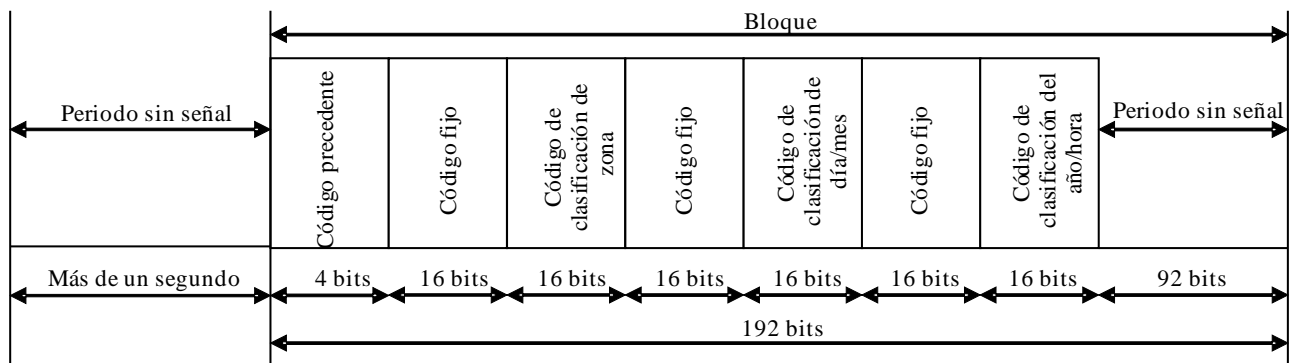 Bloque
Periodo sin señal
Código precedente
Código fijo
Código de
clasificación de
zona
Código fijo
Código de
clasificación de
día/mes
Código fijo
Código de
clasificación del
año/hora
Periodo sin señal
Más de un segundo
4 bits
16 bits
16 bits
16 bits
16 bits
16 bits
16 bits
92 bits
192 bits